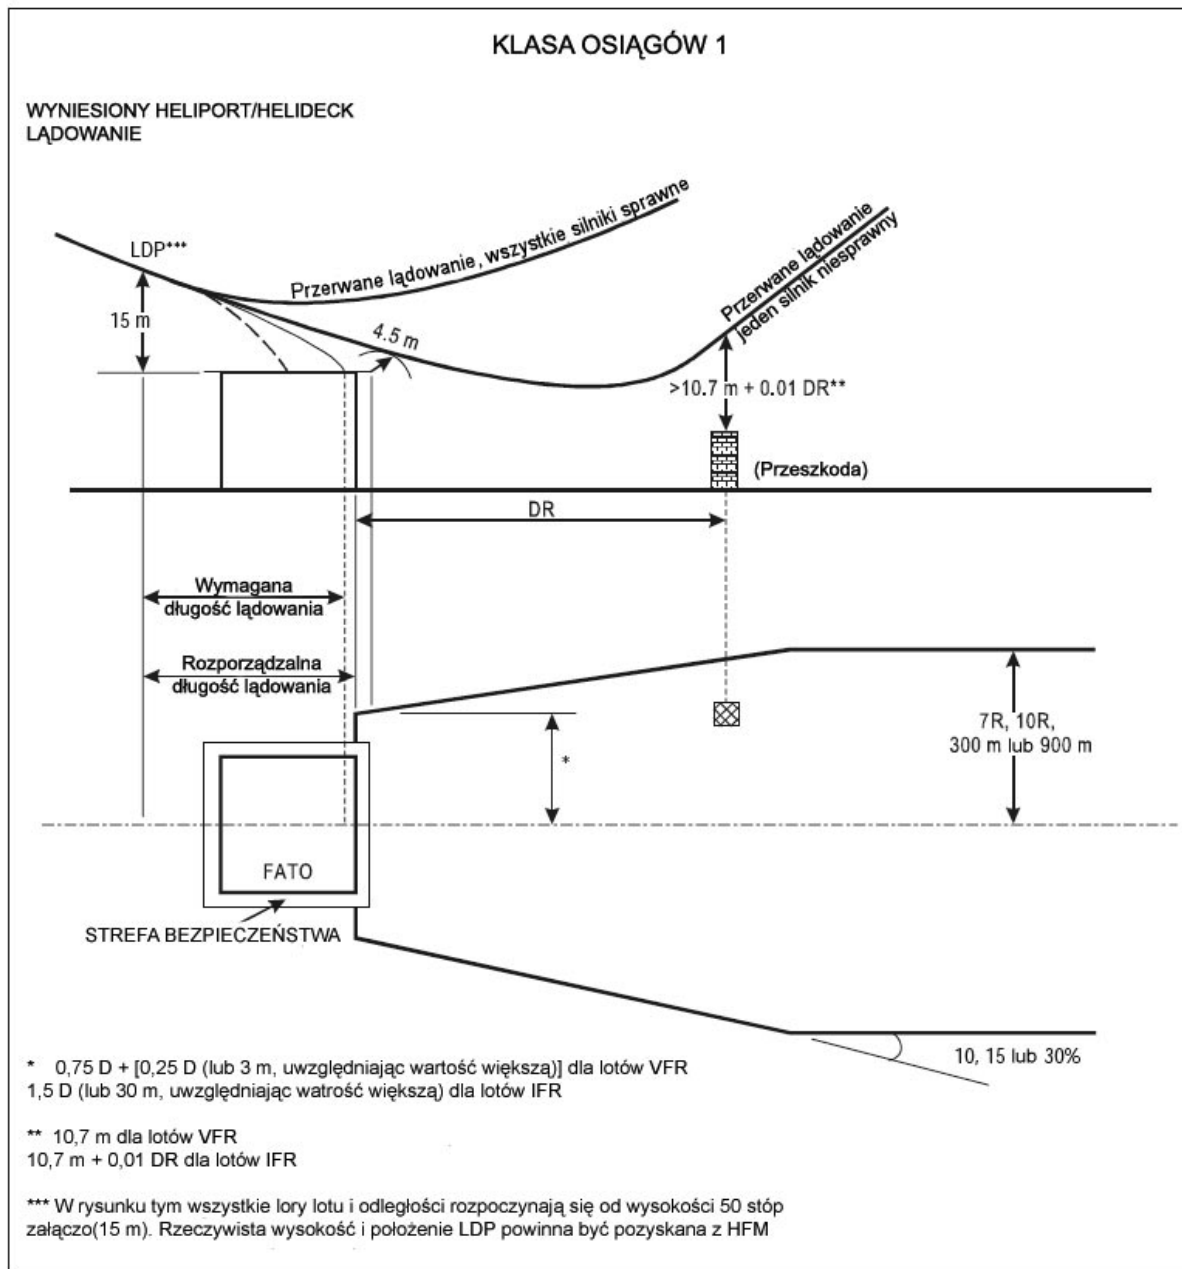 KLASA OSIĄGÓW 1
WYNIESIONY HELIPORT/HELIDECK
LĄDOWANIE
LDP***
Przerwane lądowanie, wszystkie silniki sprawne
Przerwane lądowanie
jeden silnik niesprawny
15 m
4.5 m
>10.7 m + 0.01 DR**
(Przeszkoda)
DR
Wymagana
długość lądowania
Rozporządzalna
długość lądowania
7R, 10R,
300 m lub 900 m
*
FATO
STREFA BEZPIECZEŃSTWA
10, 15 lub 30%
* 0,75 D + [0,25 D (lub 3 m, uwzględniając wartość większą)] dla lotów VFR
1,5 D (lub 30 m, uwzględniając watrość większą) dla lotów IFR
** 10,7 m dla lotów VFR
10,7 m + 0,01 DR dla lotów IFR
*** W rysunku tym wszystkie lory lotu i odległości rozpoczynają się od wysokości 50 stóp
załączo(15 m). Rzeczywista wysokość i położenie LDP powinna być pozyskana z HFM